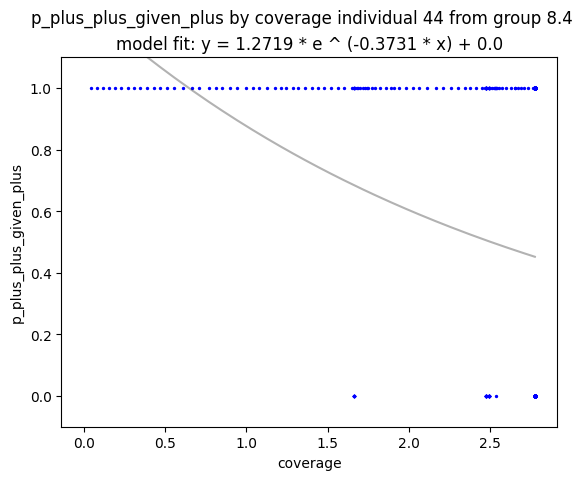 p_plus_plus_given_plus by coverage individual 44 from group 8.4
model fit: y = 1.2719 * e ^ (-0.3731 * x) + 0.0
p_plus_plus_given_plus
1.0
0.8
0.6
0.4
0.2
0.0
0.0 0.5 1.0 1.5 2.0 2.5
coverage